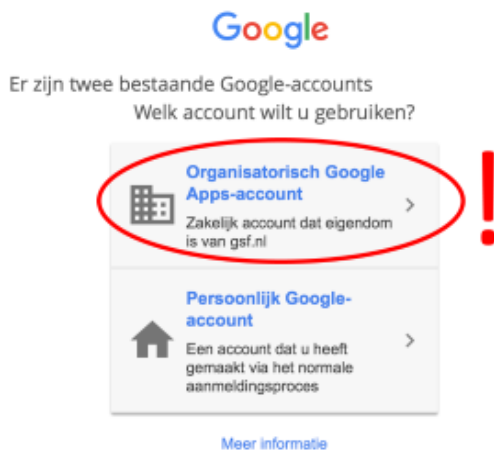 Google
Er zijn twee bestaande Google-accounts
Welk account wilt u gebruiken?
Organisatorisch Google
Apps-account
Zakelijk account dat eigendom
is van gsf.nl
Persoonlijk Google-
account
Een account dat u heeft
gemaakt via het normale
aanmeldingsproces
Meer informatie
!